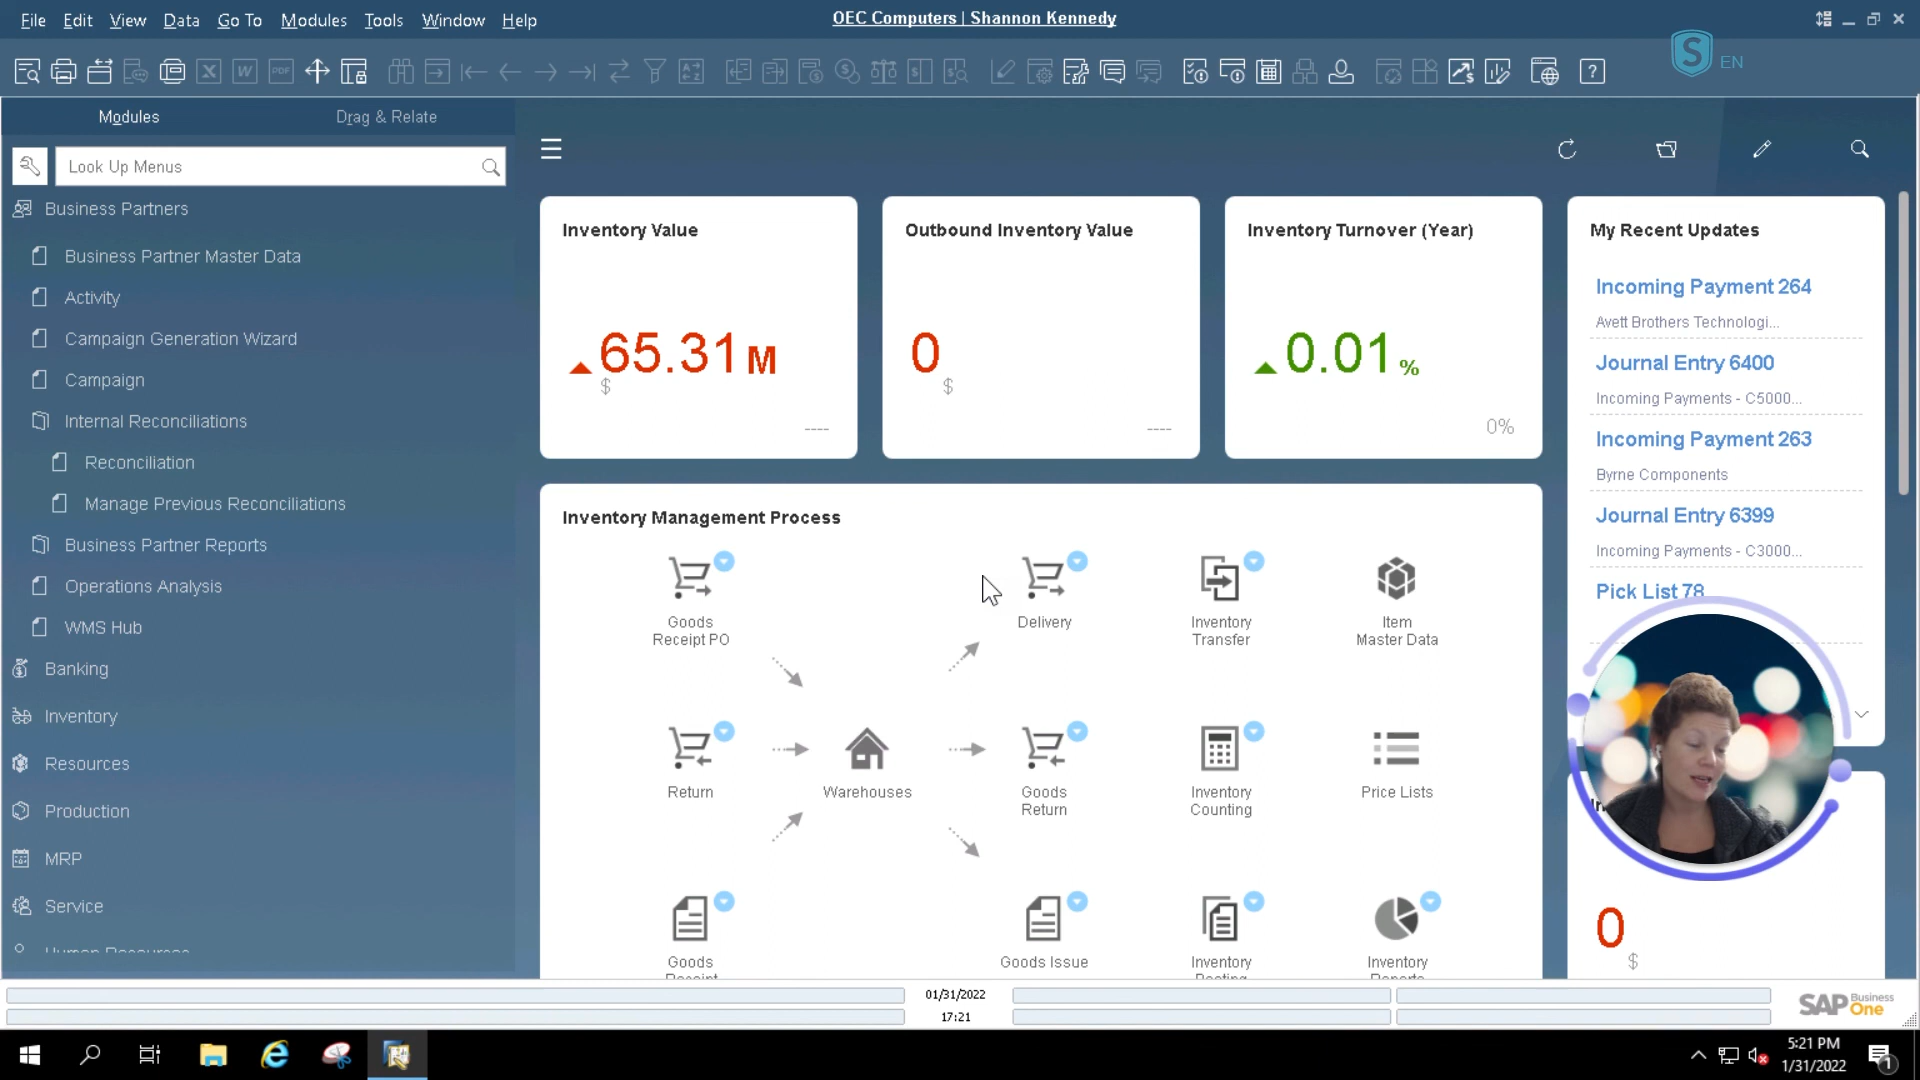 File Edit View Data Go To Modules Tools Window Help
OEC Computers | Shannon Kennedy
S EN
Modules Drag & Relate
Look Up Menus
Business Partners
Business Partner Master Data
Activity
Campaign Generation Wizard
Campaign
Internal Reconciliations
Reconciliation
Manage Previous Reconciliations
Business Partner Reports
Operations Analysis
WMS Hub
Banking
Inventory
Resources
Production
MRP
Service
Inventory Value
65.31 M
$
----
Outbound Inventory Value
0
$
----
Inventory Turnover (Year)
0.01 %
0%
My Recent Updates
Incoming Payment 264
Avett Brothers Technologi...
Journal Entry 6400
Incoming Payments - C5000...
Incoming Payment 263
Byrne Components
Journal Entry 6399
Incoming Payments - C3000...
Pick List 78
Inventory Management Process
Goods
Receipt PO
Delivery
Inventory
Transfer
Item
Master Data
Return
Warehouses
Goods
Return
Inventory
Counting
Price Lists
Goods
Receipt
Goods Issue
Inventory
Posting
Inventory
Reports
0
$
01/31/2022
17:21
SAP Business
One
5:21 PM
1/31/2022
1